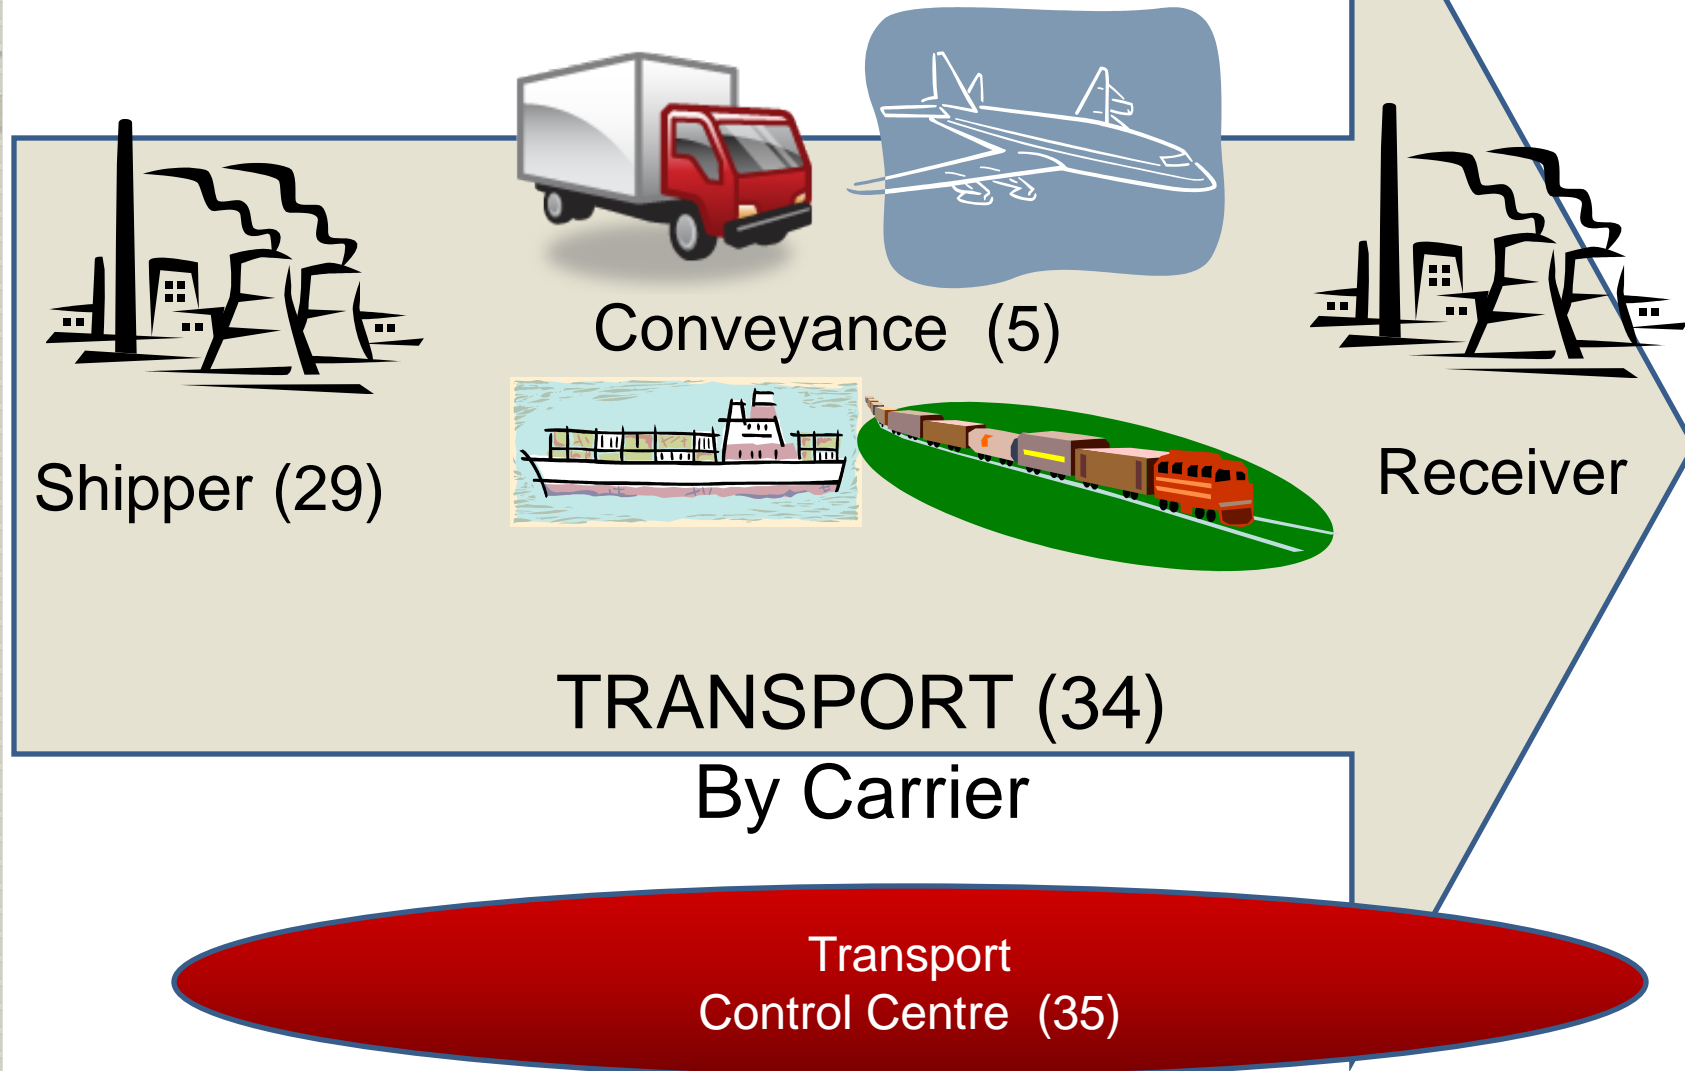 Conveyance (5)
Shipper (29)
Receiver
TRANSPORT (34)
By Carrier
Transport
Control Centre (35)